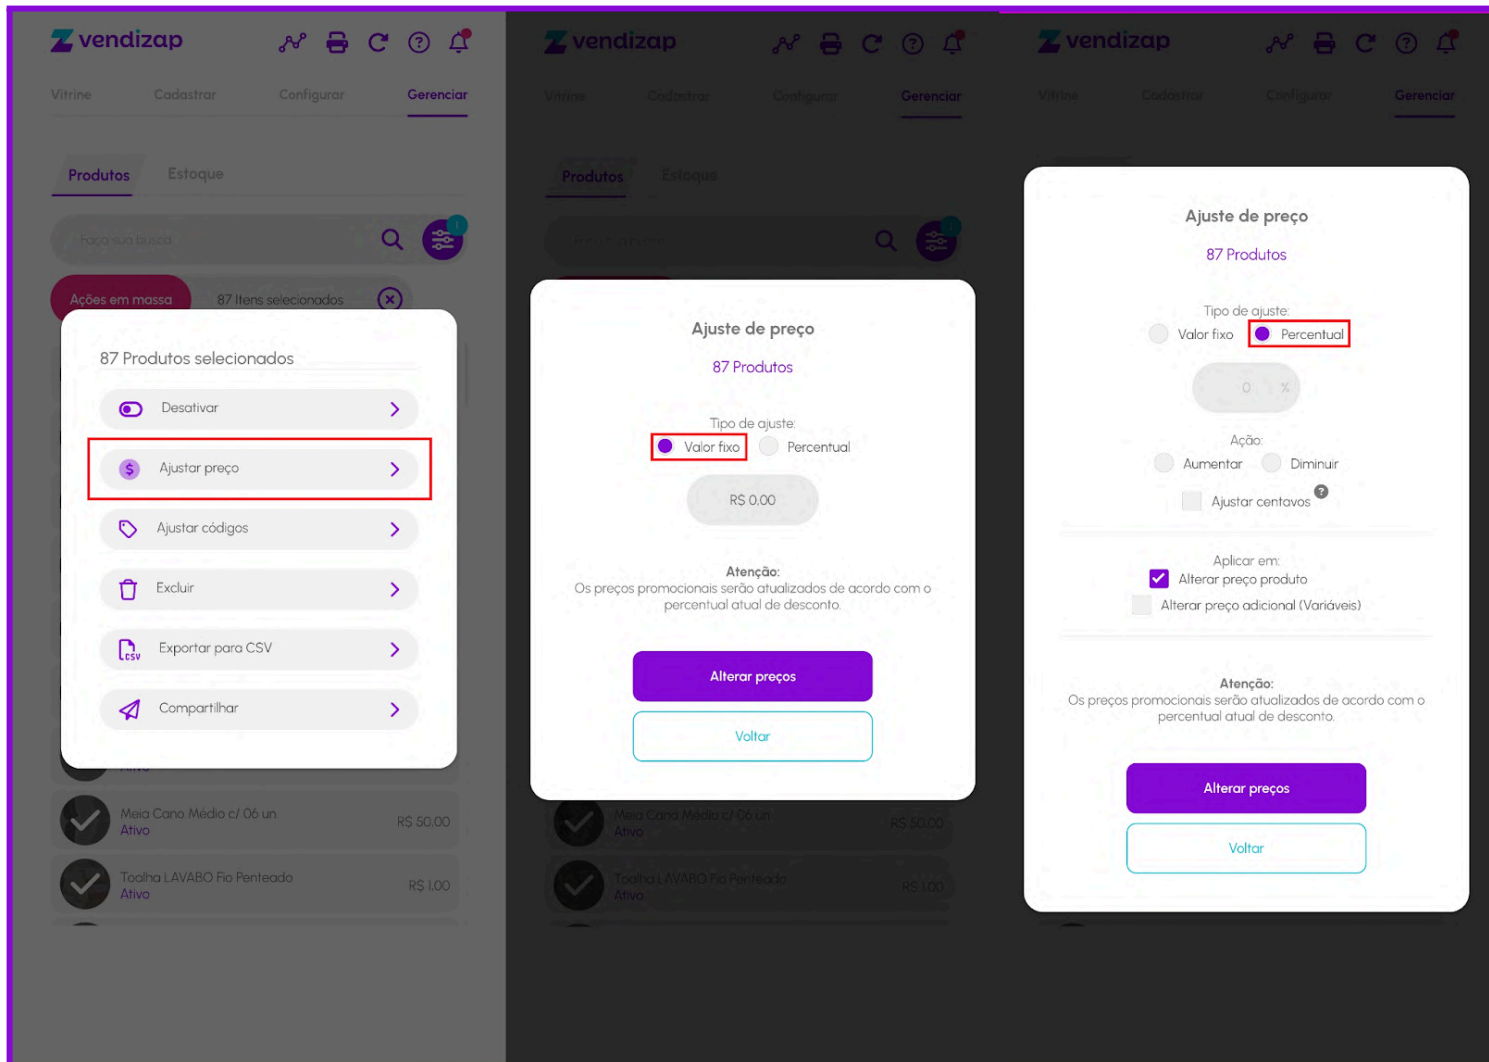 vendizap
Vitrine Cadastrar Configurar Gerenciar
Produtos Estoque
Faça sua busca
1
Ações em massa 87 Itens selecionados
87 Produtos selecionados
Desativar
$ Ajustar preço
Ajustar códigos
Excluir
CSV Exportar para CSV
Compartilhar
Ativo
Meia Cano Médio c/ 06 un.
Ativo
R$ 50,00
Toalha LAVABO Fio Penteado
Ativo
R$ 1,00
vendizap
Vitrine Cadastrar Configurar Gerenciar
Produtos Estoque
Ajuste de preço
87 Produtos
Tipo de ajuste:
Valor fixo Percentual
R$ 0,00
Atenção:
Os preços promocionais serão atualizados de acordo com o
percentual atual de desconto.
Alterar preços
Voltar
Meia Cano Médio c/ 06 un.
Ativo
R$ 50,00
Toalha LAVABO Fio Penteado
Ativo
R$ 1,00
vendizap
Vitrine Cadastrar Configurar Gerenciar
Ajuste de preço
87 Produtos
Tipo de ajuste:
Valor fixo Percentual
0 %
Ação:
Aumentar Diminuir
Ajustar centavos ?
Aplicar em:
Alterar preço produto
Alterar preço adicional (Variáveis)
Atenção:
Os preços promocionais serão atualizados de acordo com o
percentual atual de desconto.
Alterar preços
Voltar